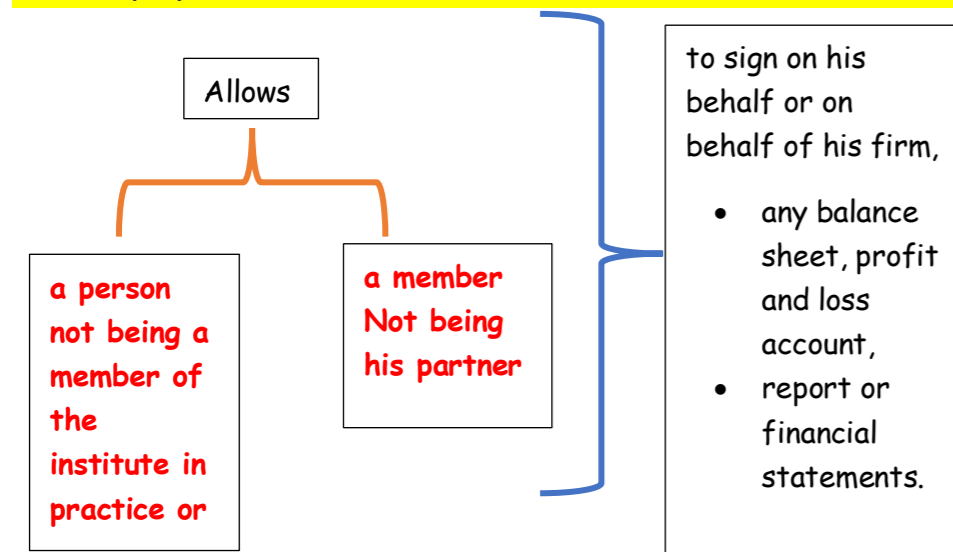 Allows
a person
not being a
member of
the
institute in
practice or
a member
Not being
his partner
to sign on his
behalf or on
behalf of his firm,
• any balance
sheet, profit
and loss
account,
• report or
financial
statements.